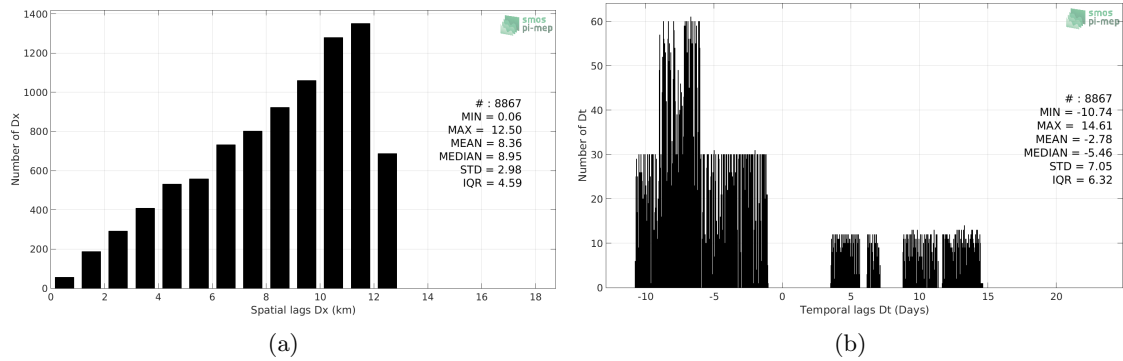 1400
1200
1000
800
600
400
200
0
Number of Dx
smos
pi-mep
# : 8867
MIN = 0.06
MAX = 12.50
MEAN = 8.36
MEDIAN = 8.95
STD = 2.98
IQR = 4.59
0 2 4 6 8 10 12 14 16 18
Spatial lags Dx (km)
(a)
60
50
40
30
20
10
0
Number of Dt
smos
pi-mep
# : 8867
MIN = -10.74
MAX = 14.61
MEAN = -2.78
MEDIAN = -5.46
STD = 7.05
IQR = 6.32
-10 -5 0 5 10 15 20
Temporal lags Dt (Days)
(b)